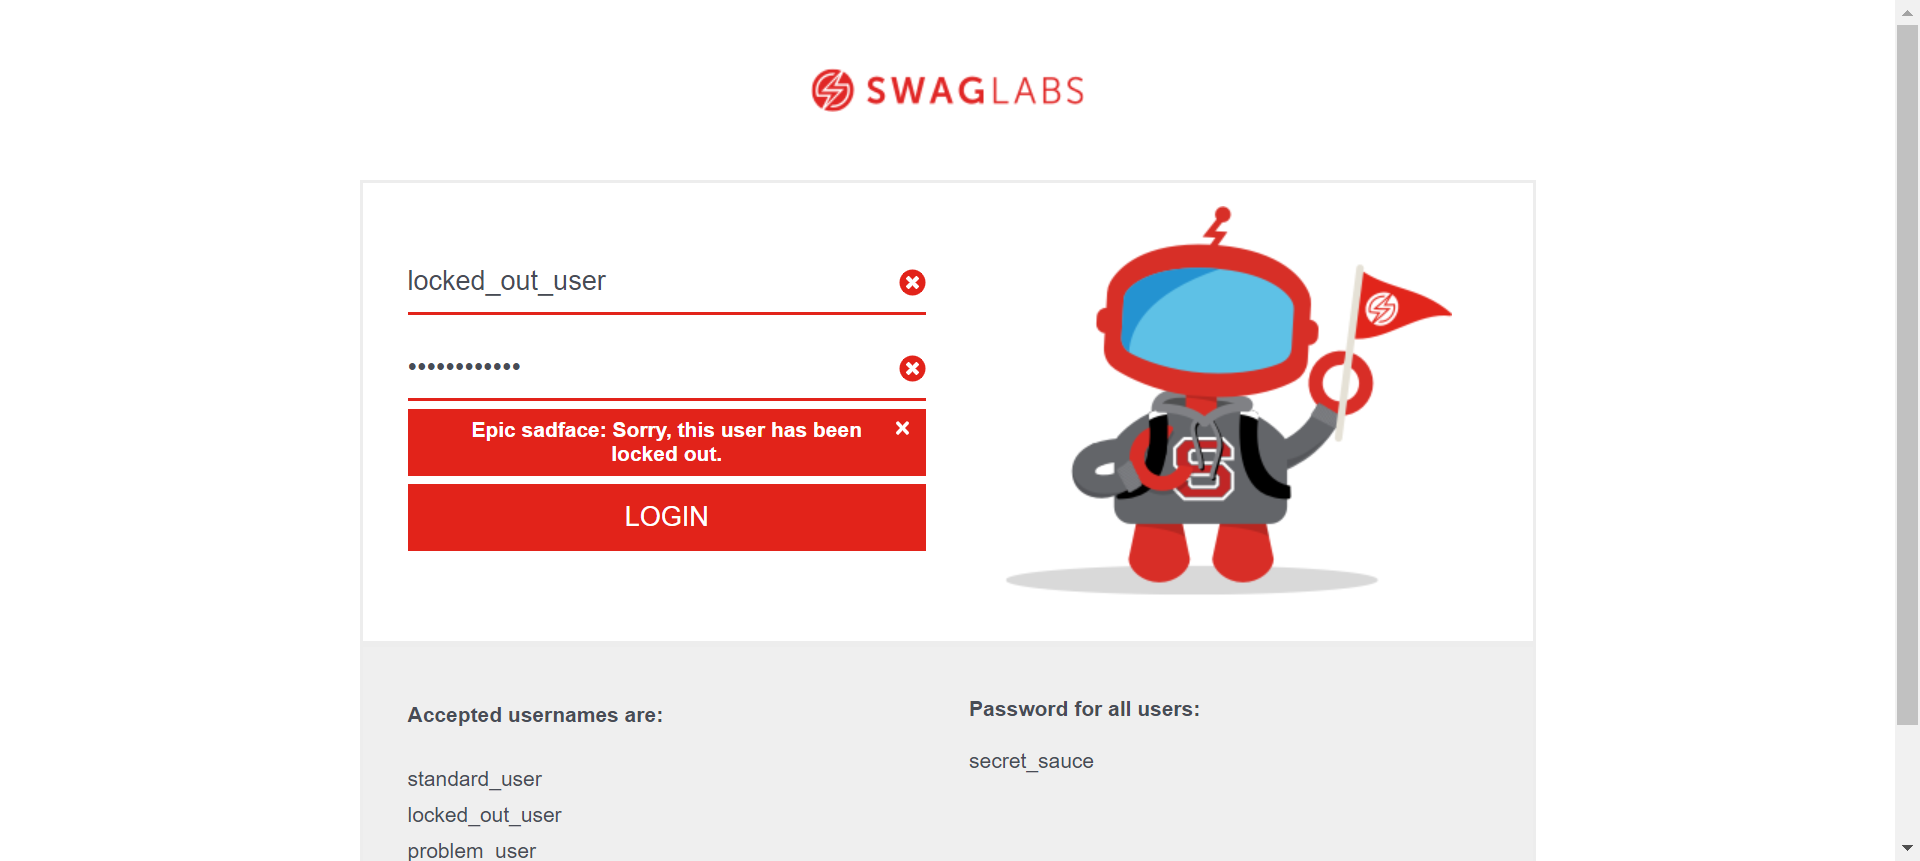 SWAGLABS
locked_out_user
••••••••••••
Epic sadface: Sorry, this user has been
locked out.
LOGIN
S
Accepted usernames are:
standard_user
locked_out_user
problem_user
Password for all users:
secret_sauce